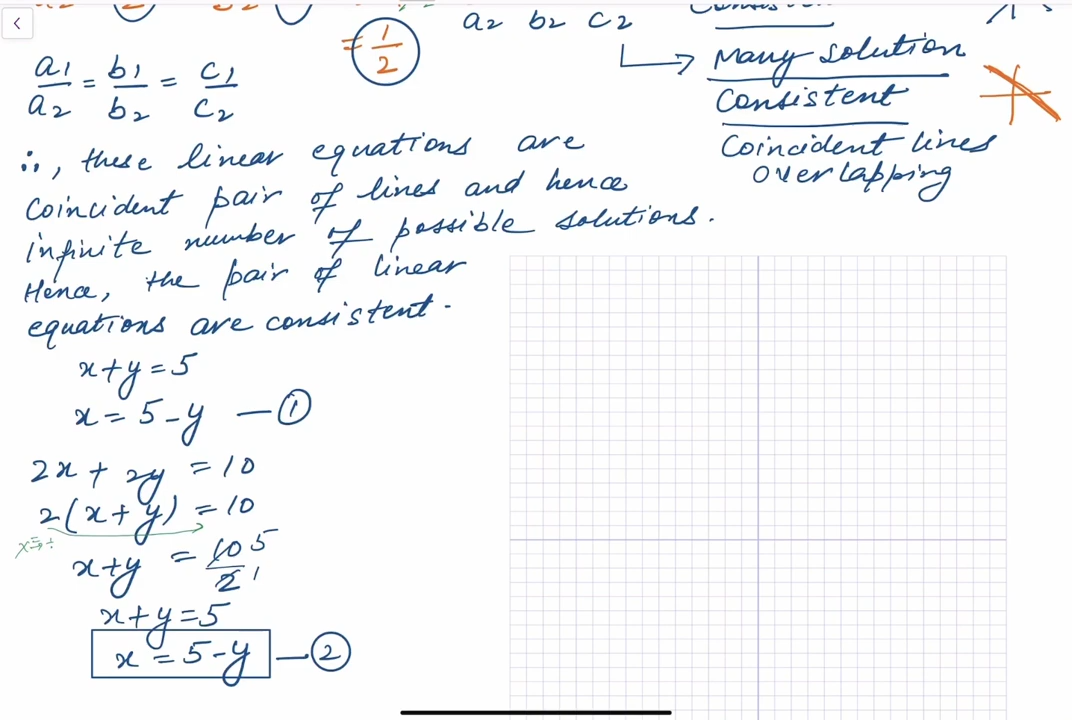 = 1/2
a2 b2 c2
Many solution
Consistent
Coincident lines
overlapping
a1/a2 = b1/b2 = c1/c2
∴, these linear equations are
coincident pair of lines and hence
infinite number of possible solutions.
Hence, the pair of linear
equations are consistent.
x+y=5
x = 5-y —①
2x + 2y = 10
2(x+y) = 10
x+y = 10/2 5 1
x+y=5
x = 5-y —②